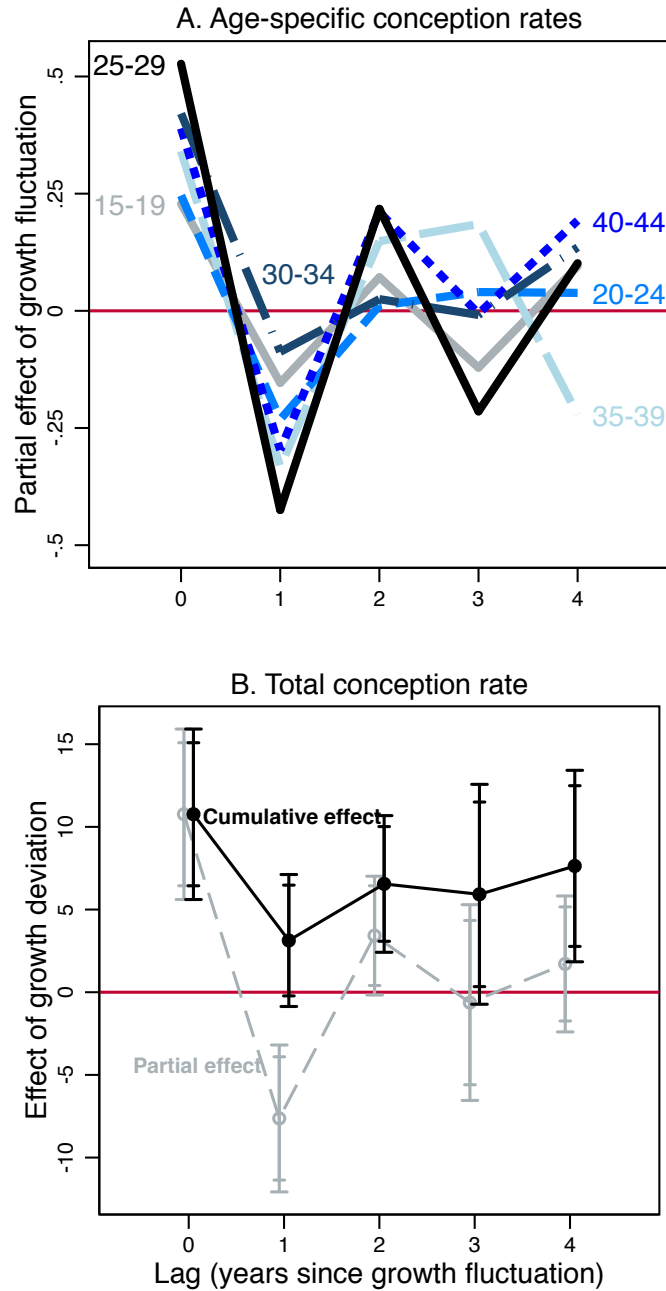 A. Age-specific conception rates
Partial effect of growth fluctuation
.5
.25
0
-.25
-.5
25-29
15-19
30-34
40-44
20-24
35-39
0 1 2 3 4
B. Total conception rate
Effect of growth deviation
15
10
5
0
-5
-10
Cumulative effect
Partial effect
0 1 2 3 4
Lag (years since growth fluctuation)